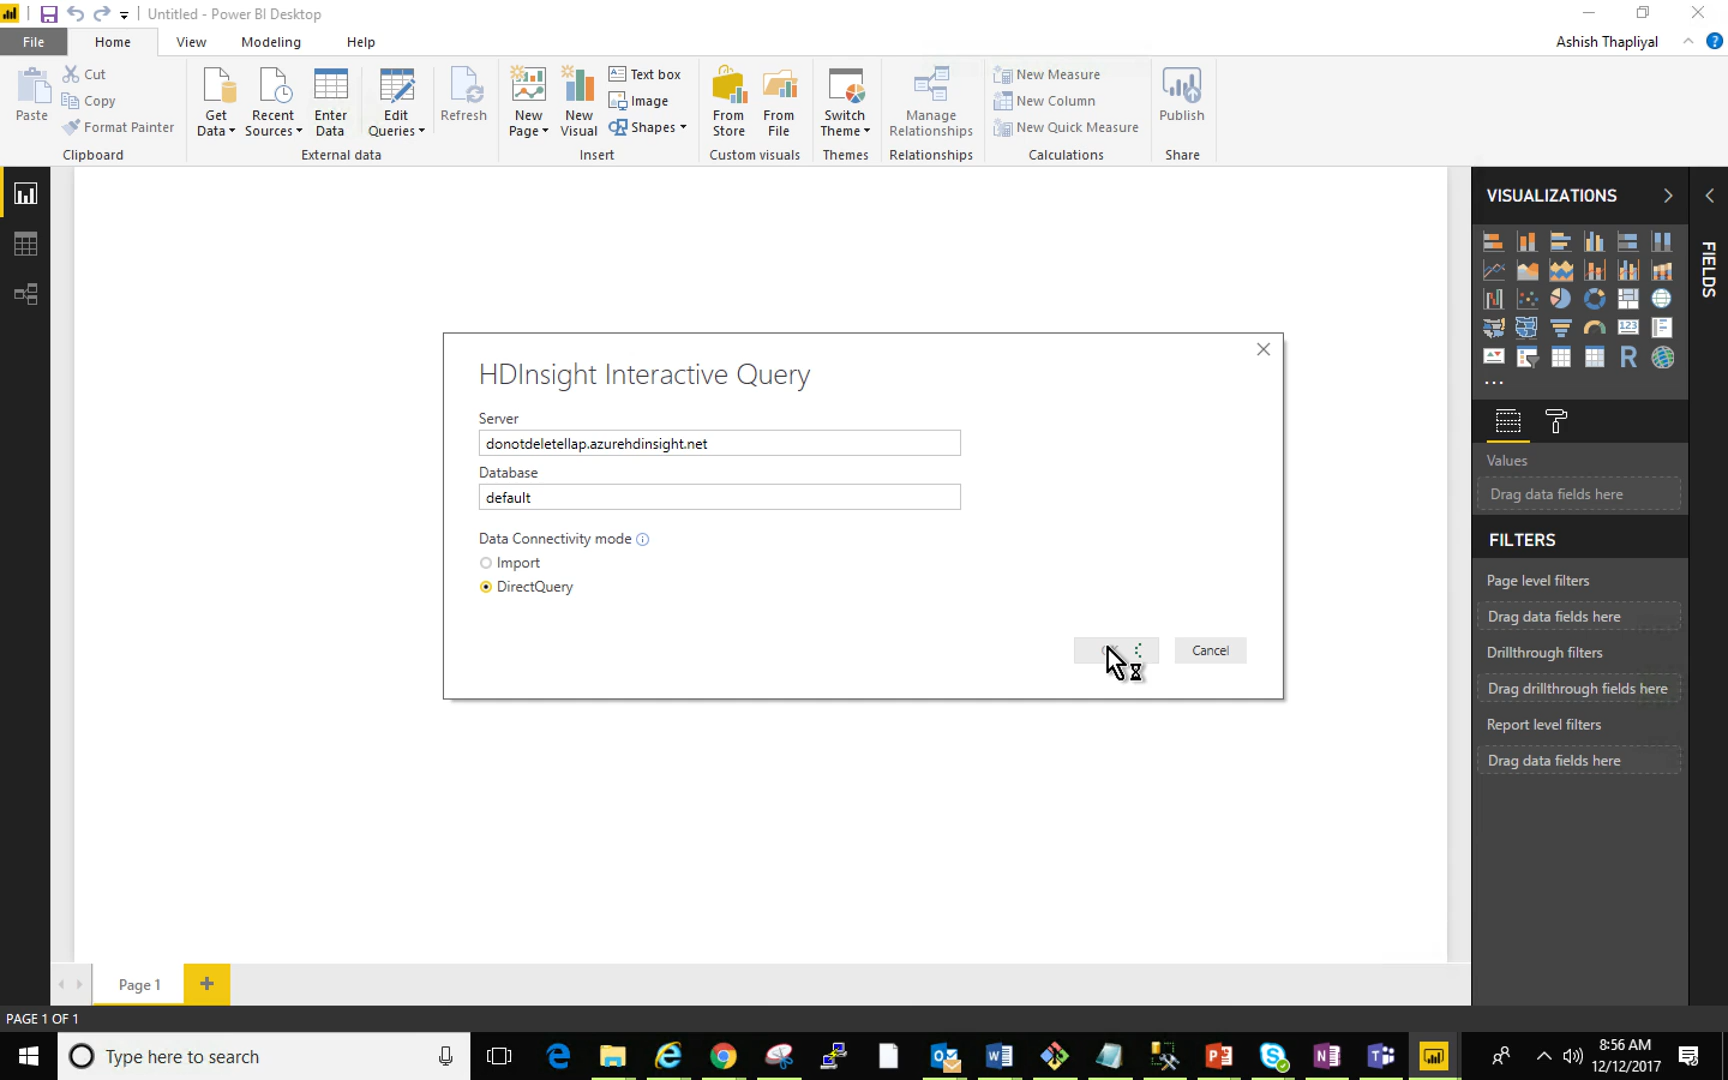 Untitled - Power BI Desktop
File Home View Modeling Help Ashish Thapliyal ?
Paste
Cut
Copy
Format Painter
Clipboard
Get Data
Recent Sources
Enter Data
Edit Queries
Refresh
External data
New Page
New Visual
Text box
Image
Shapes
Insert
From Store
From File
Custom visuals
Switch Theme
Themes
Manage Relationships
Relationships
New Measure
New Column
New Quick Measure
Calculations
Publish
Share
HDInsight Interactive Query
Server
donotdeletellap.azurehdinsight.net
Database
default
Data Connectivity mode
Import
DirectQuery
Cancel
VISUALIZATIONS
123
R
Values
Drag data fields here
FILTERS
Page level filters
Drag data fields here
Drillthrough filters
Drag drillthrough fields here
Report level filters
Drag data fields here
FIELDS
Page 1
PAGE 1 OF 1
Type here to search
8:56 AM
12/12/2017